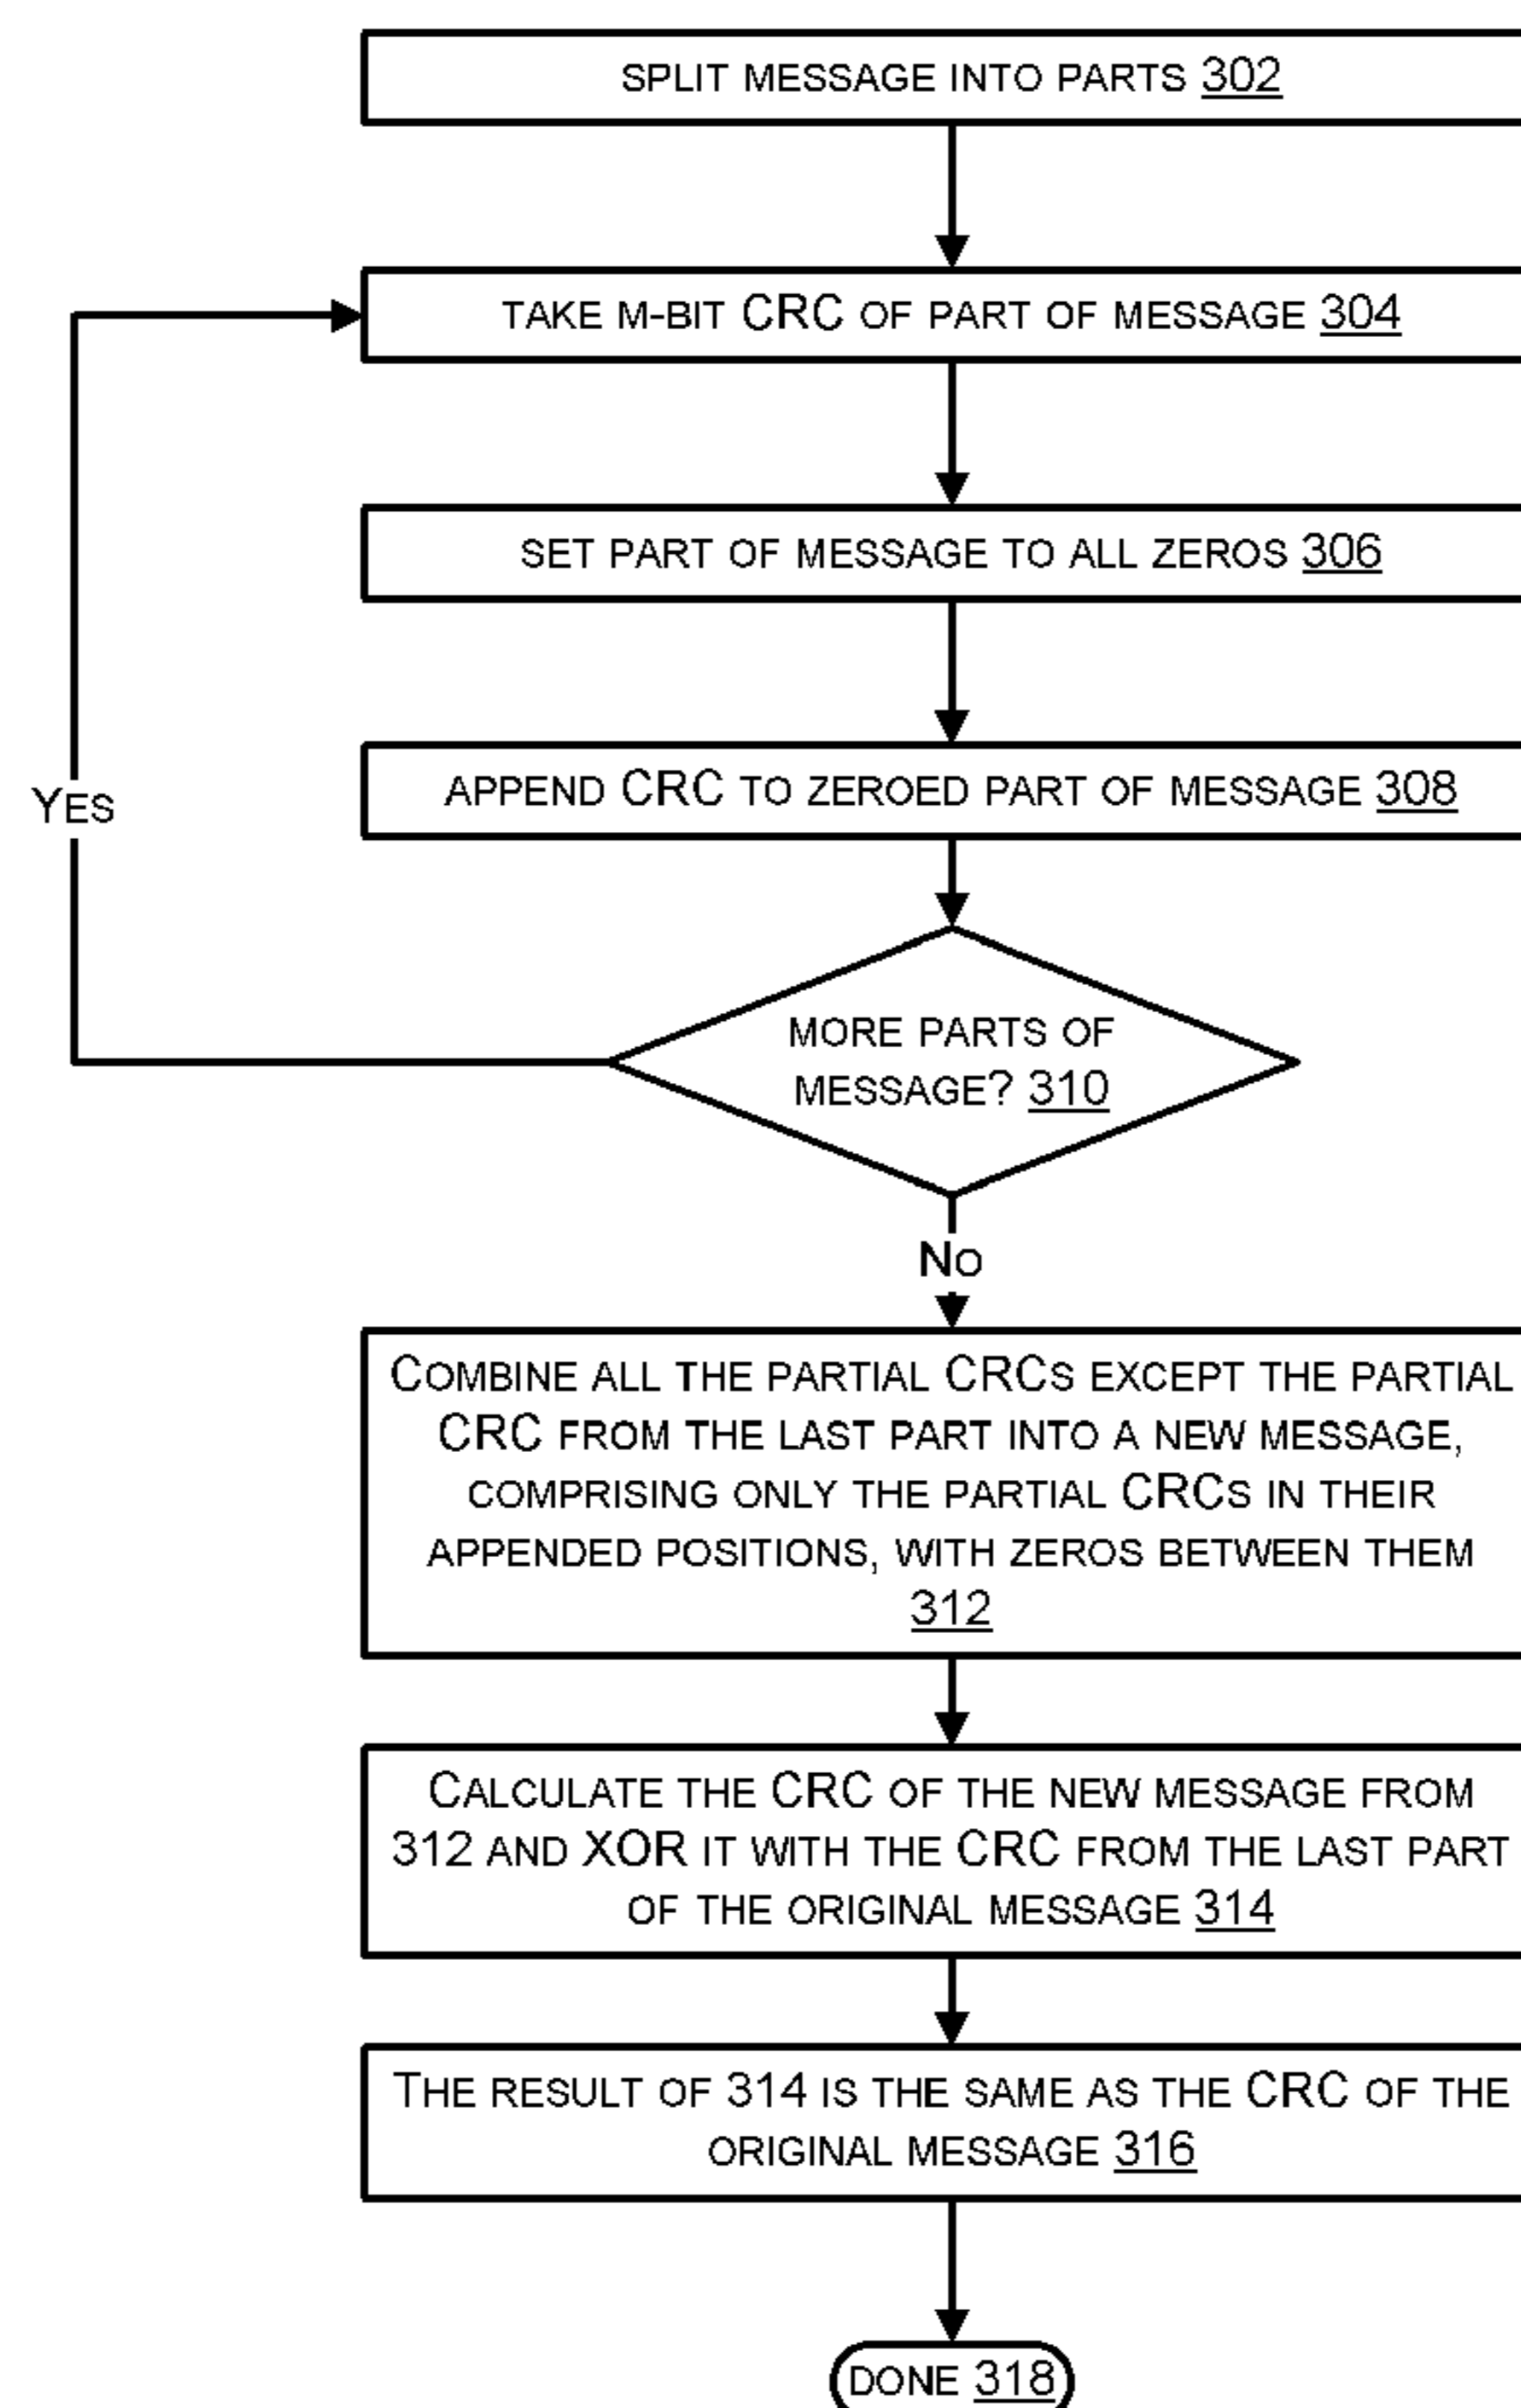 SPLIT MESSAGE INTO PARTS 302
TAKE M-BIT CRC OF PART OF MESSAGE 304
SET PART OF MESSAGE TO ALL ZEROS 306
APPEND CRC TO ZEROED PART OF MESSAGE 308
YES
MORE PARTS OF
MESSAGE? 310
NO
COMBINE ALL THE PARTIAL CRCS EXCEPT THE PARTIAL
CRC FROM THE LAST PART INTO A NEW MESSAGE,
COMPRISING ONLY THE PARTIAL CRCS IN THEIR
APPENDED POSITIONS, WITH ZEROS BETWEEN THEM
312
CALCULATE THE CRC OF THE NEW MESSAGE FROM
312 AND XOR IT WITH THE CRC FROM THE LAST PART
OF THE ORIGINAL MESSAGE 314
THE RESULT OF 314 IS THE SAME AS THE CRC OF THE
ORIGINAL MESSAGE 316
DONE 318